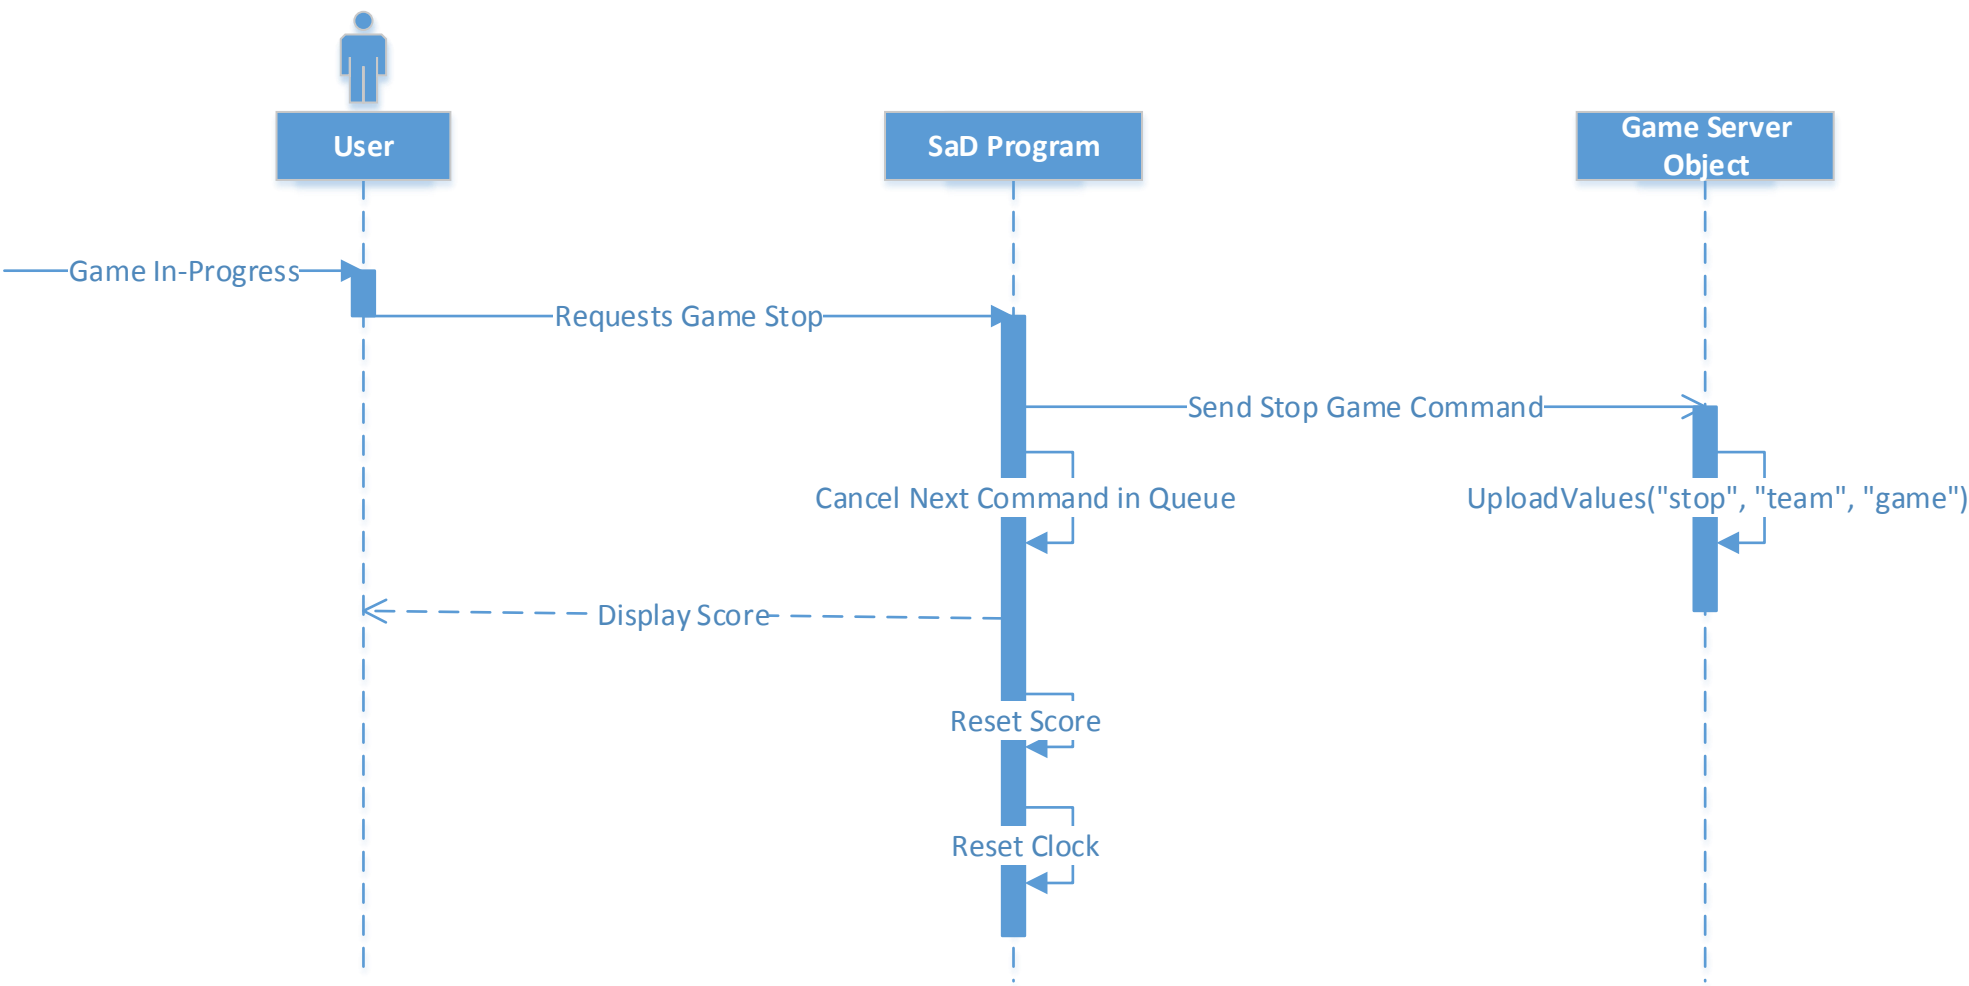 User
SaD Program
Game Server
Object
Game In-Progress
Requests Game Stop
Send Stop Game Command
Cancel Next Command in Queue
UploadValues("stop", "team", "game")
Display Score
Reset Score
Reset Clock